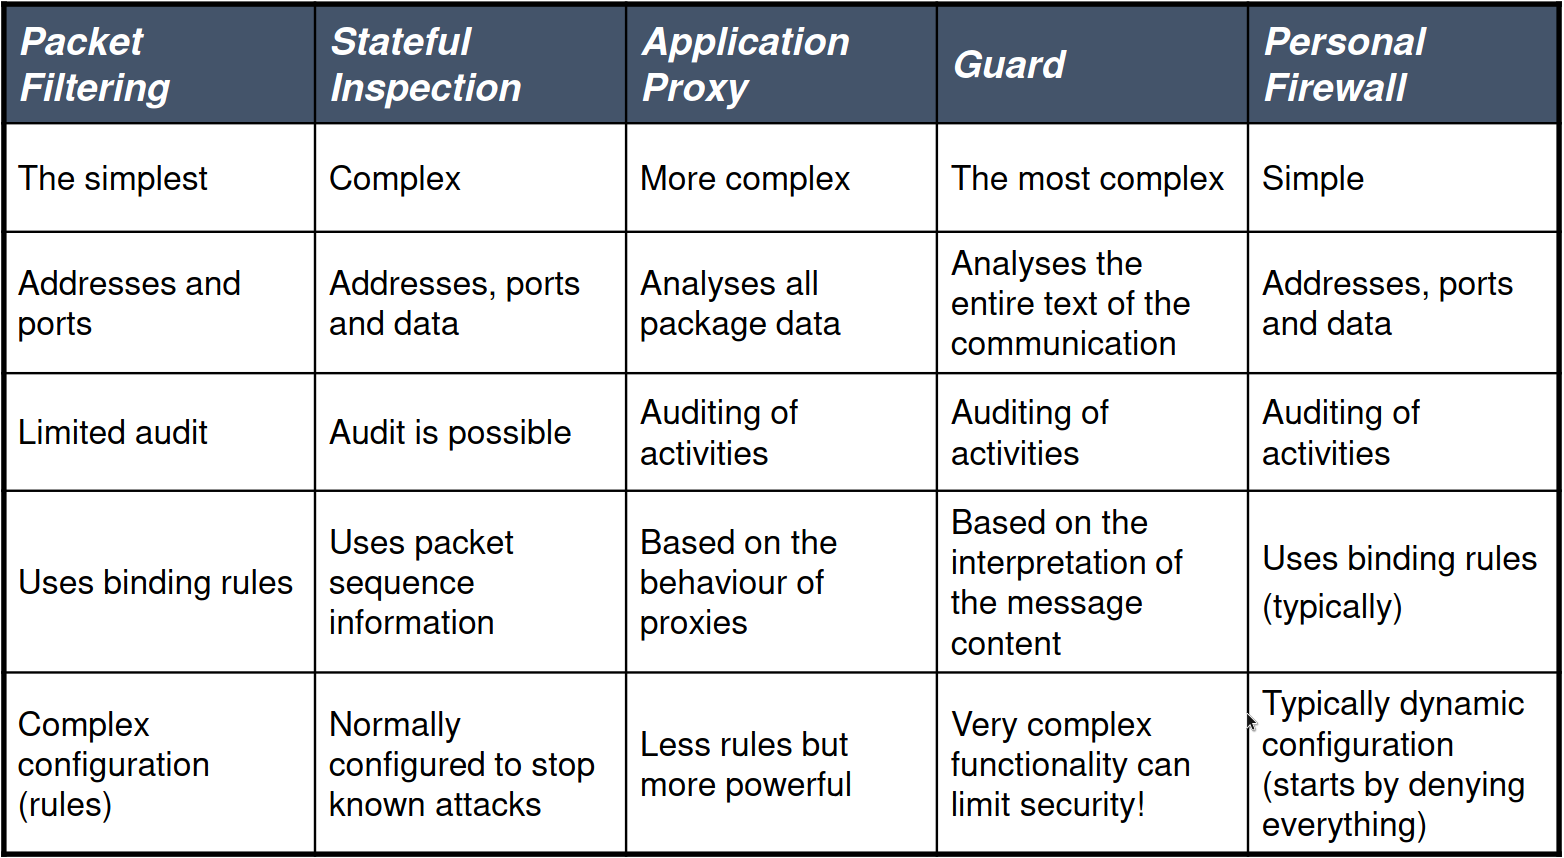 Packet
Filtering
Stateful
Inspection
Application
Proxy
Guard
Personal
Firewall
The simplest
Complex
More complex
The most complex
Simple
Addresses and
ports
Addresses, ports
and data
Analyses all
package data
Analyses the
entire text of the
communication
Addresses, ports
and data
Limited audit
Audit is possible
Auditing of
activities
Auditing of
activities
Auditing of
activities
Uses binding rules
Uses packet
sequence
information
Based on the
behaviour of
proxies
Based on the
interpretation of
the message
content
Uses binding rules
(typically)
Complex
configuration
(rules)
Normally
configured to stop
known attacks
Less rules but
more powerful
Very complex
functionality can
limit security!
Typically dynamic
configuration
(starts by denying
everything)